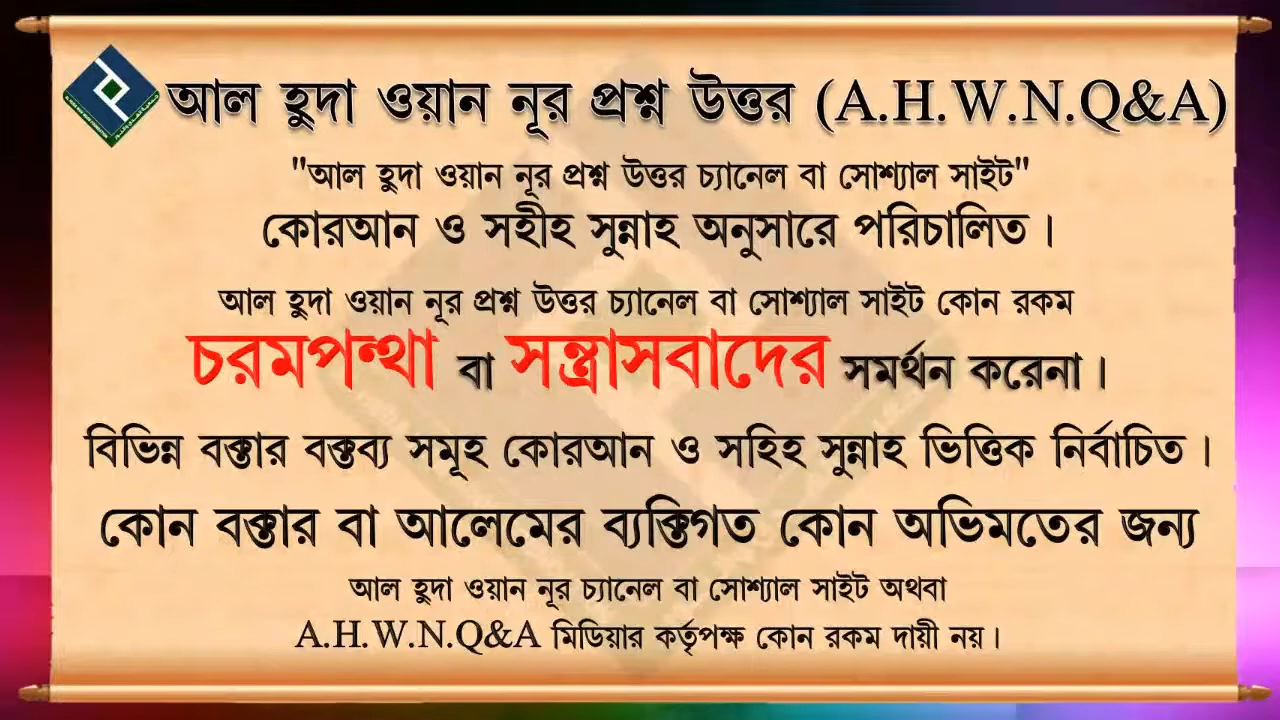 আল হুদা ওয়ান নূর প্রশ্ন উত্তর (A.H.W.N.Q&A)
"আল হুদা ওয়ান নূর প্রশ্ন উত্তর চ্যানেল বা সোশ্যাল সাইট"
কোরআন ও সহীহ সুন্নাহ অনুসারে পরিচালিত।
আল হুদা ওয়ান নূর প্রশ্ন উত্তর চ্যানেল বা সোশ্যাল সাইট কোন রকম
চরমপন্থা বা সন্ত্রাসবাদের সমর্থন করেনা।
বিভিন্ন বক্তার বক্তব্য সমূহ কোরআন ও সহিহ সুন্নাহ ভিত্তিক নির্বাচিত।
কোন বক্তার বা আলেমের ব্যক্তিগত কোন অভিমতের জন্য
আল হুদা ওয়ান নূর চ্যানেল বা সোশ্যাল সাইট অথবা
A.H.W.N.Q&A মিডিয়ার কর্তৃপক্ষ কোন রকম দায়ী নয়।